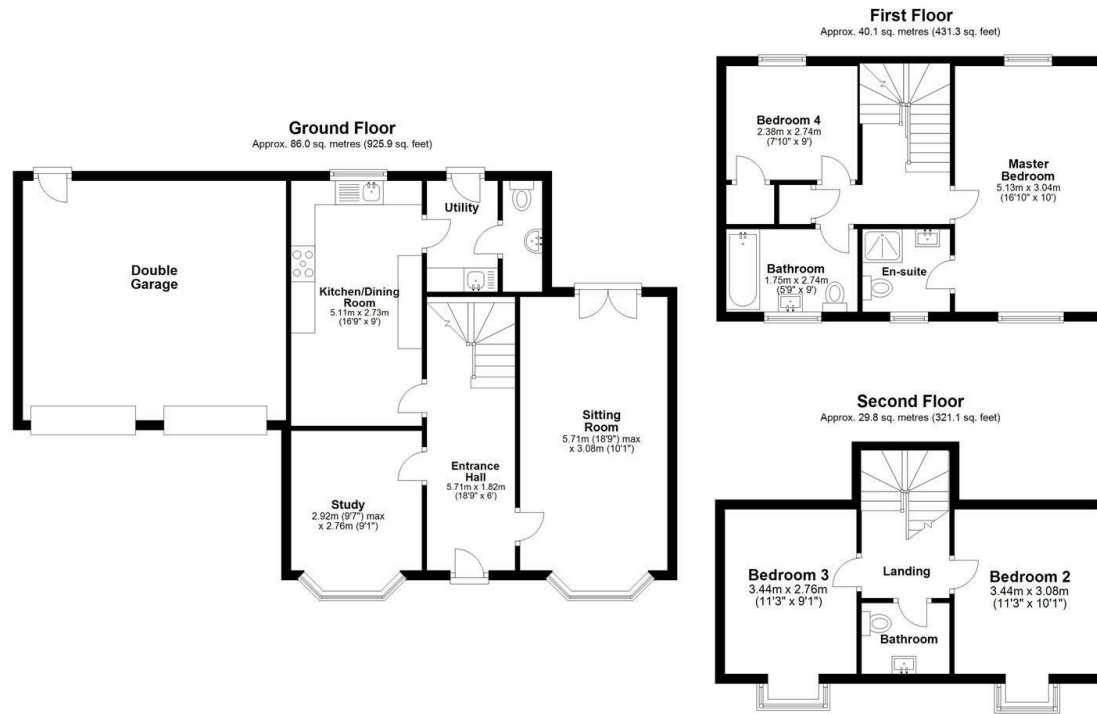 Ground Floor
Approx. 86.0 sq. metres (925.9 sq. feet)
Double
Garage
Kitchen/Dining
Room
5.11m x 2.73m
(16'9" x 9')
Utility
Study
2.92m (9'7") max
x 2.76m (9'1")
Entrance
Hall
5.71m x 1.82m
(18'9" x 6')
Sitting
Room
5.71m (18'9") max
x 3.08m (10'1")
First Floor
Approx. 40.1 sq. metres (431.3 sq. feet)
Bedroom 4
2.38m x 2.74m
(7'10" x 9')
Master
Bedroom
5.13m x 3.04m
(16'10" x 10')
Bathroom
1.75m x 2.74m
(5'9" x 9')
En-suite
Second Floor
Approx. 29.8 sq. metres (321.1 sq. feet)
Bedroom 3
3.44m x 2.76m
(11'3" x 9'1")
Landing
Bedroom 2
3.44m x 3.08m
(11'3" x 10'1")
Bathroom